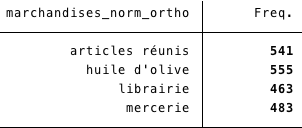 marchandises_norm_ortho Freq.
articles réunis 541
huile d'olive 555
librairie 463
mercerie 483